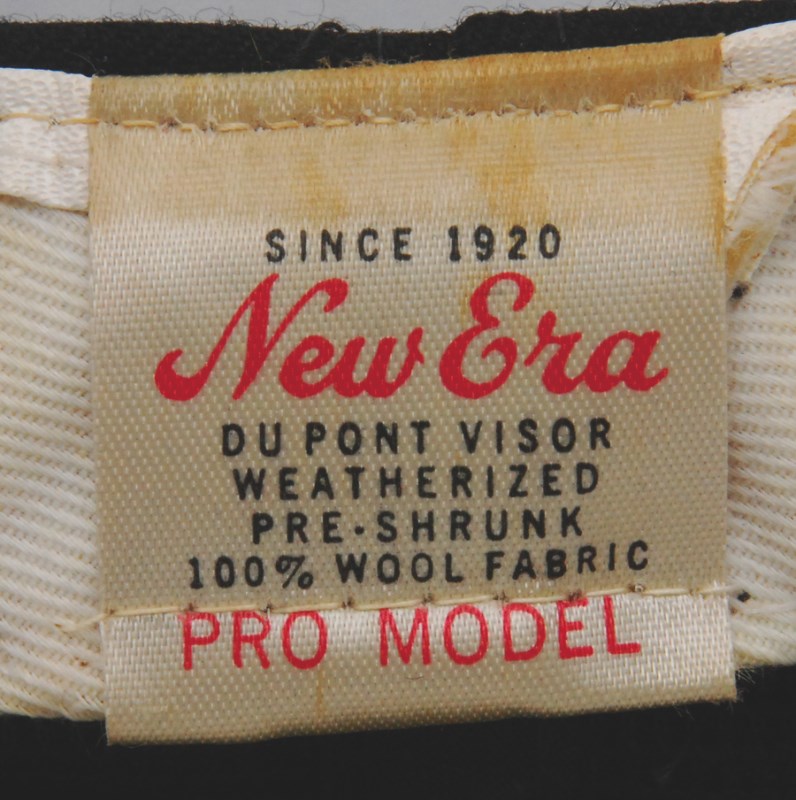 SINCE 1920
New Era
DU PONT VISOR
WEATHERIZED
PRE-SHRUNK
100% WOOL FABRIC
PRO MODEL